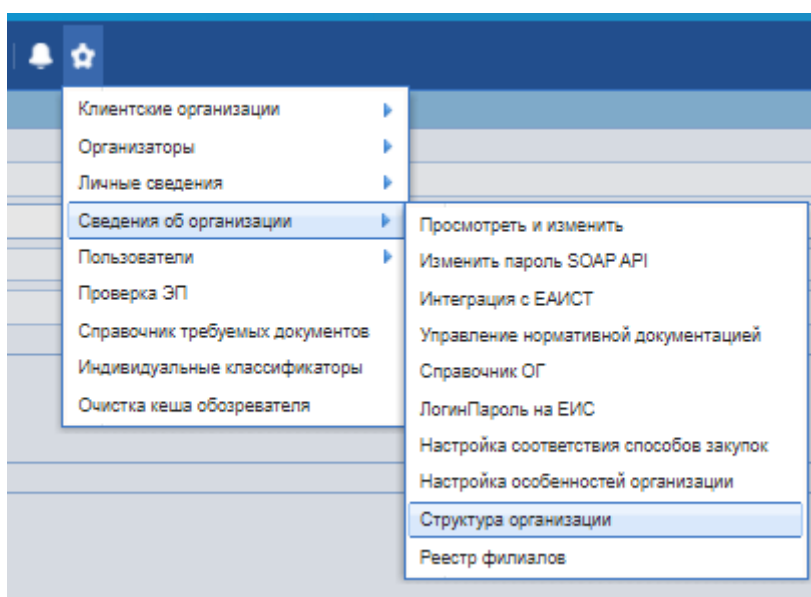 Клиентские организации
Организаторы
Личные сведения
Сведения об организации
Пользователи
Проверка ЭП
Справочник требуемых документов
Индивидуальные классификаторы
Очистка кеша обозревателя
Просмотреть и изменить
Изменить пароль SOAP API
Интеграция с ЕАИСТ
Управление нормативной документацией
Справочник ОГ
ЛогинПароль на ЕИС
Настройка соответствия способов закупок
Настройка особенностей организации
Структура организации
Реестр филиалов